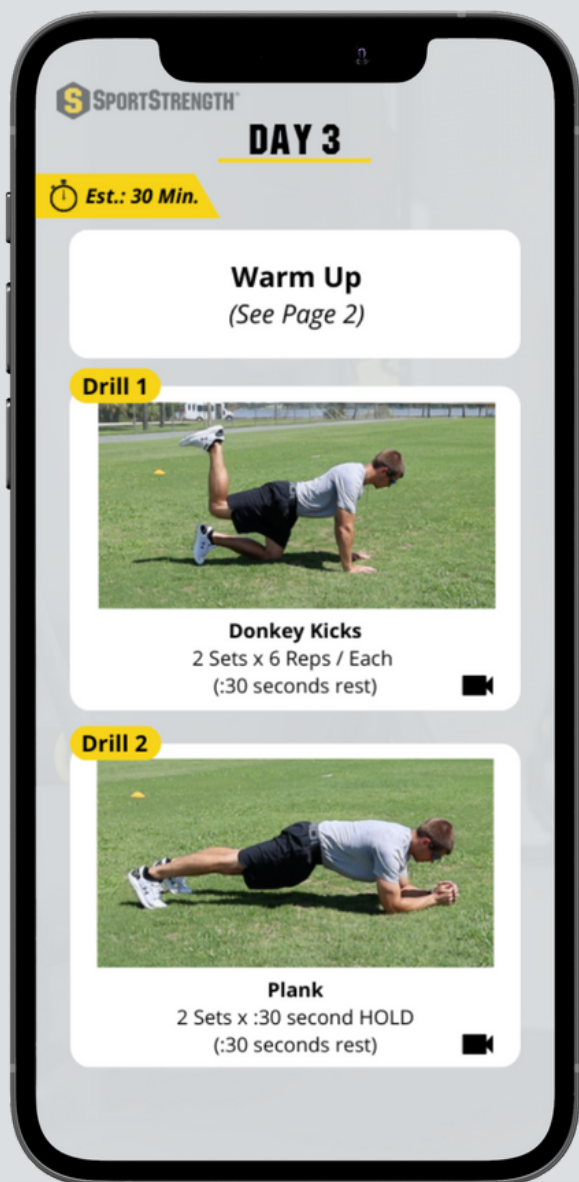 S SPORTSTRENGTH
DAY 3
Est.: 30 Min.
Warm Up
(See Page 2)
Drill 1
Donkey Kicks
2 Sets x 6 Reps / Each
(:30 seconds rest)
Drill 2
Plank
2 Sets x :30 second HOLD
(:30 seconds rest)